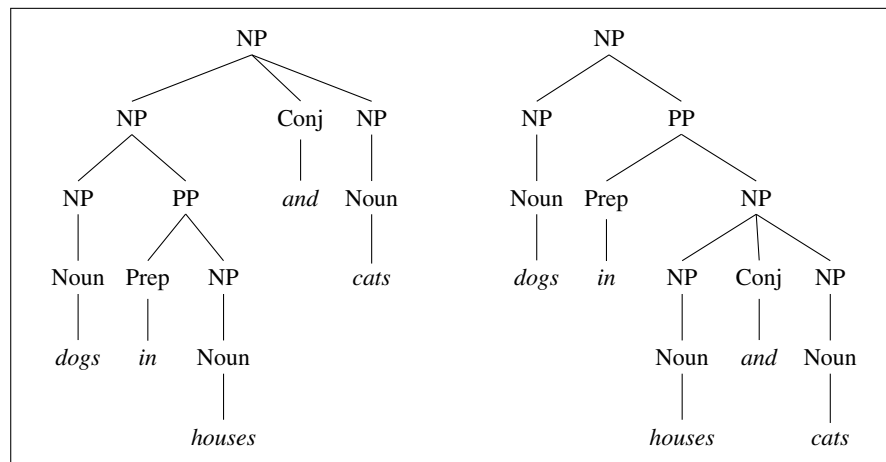 NP NP
NP Conj NP NP PP
NP PP and Noun Noun Prep NP
Noun Prep NP cats dogs in NP Conj NP
dogs in Noun Noun and Noun
houses houses cats